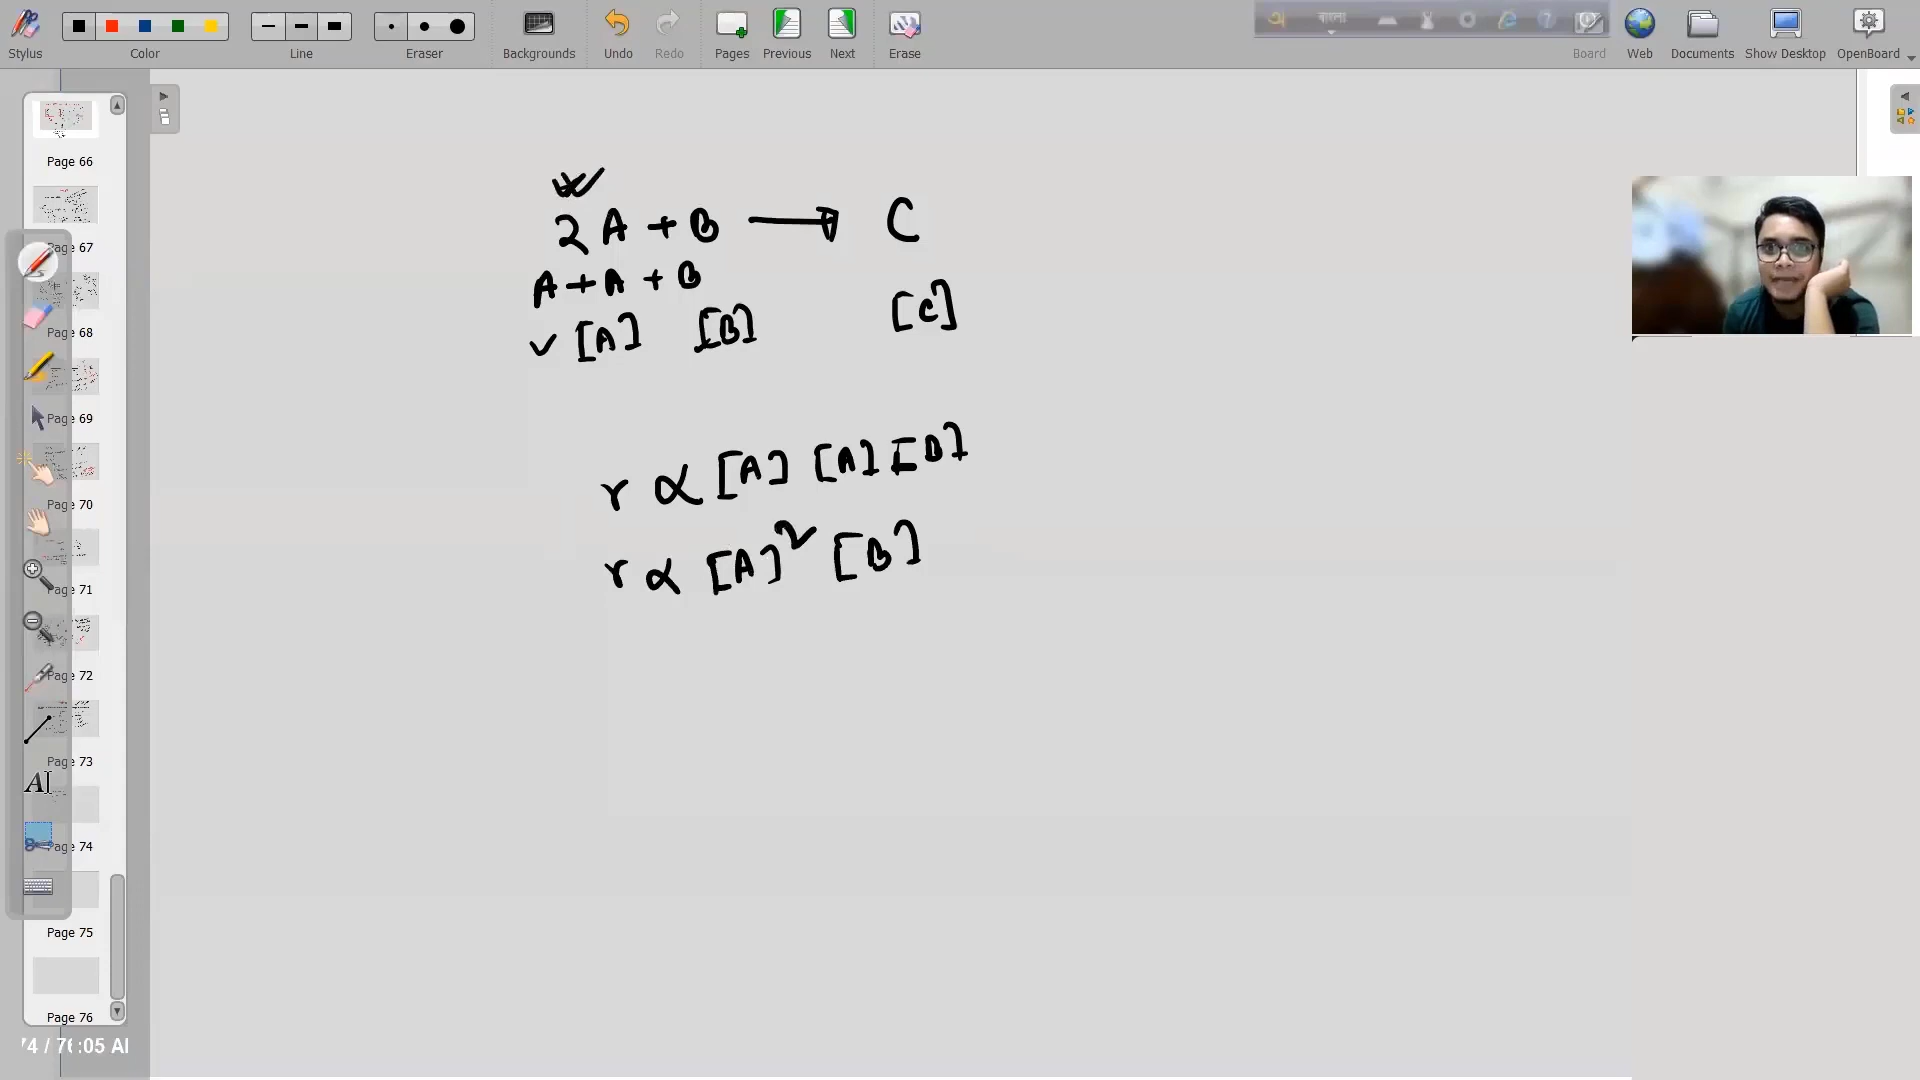 Stylus Color Line Eraser Backgrounds Undo Redo Pages Previous Next Erase Board Web Documents Show Desktop OpenBoard
বাংলা
Page 66
Page 67
Page 68
Page 69
Page 70
Page 71
Page 72
Page 73
Page 74
Page 75
Page 76
2A + B → C
A + A + B
[A] [B] [C]
r ∝ [A] [A] [B]
r ∝ [A]² [B]